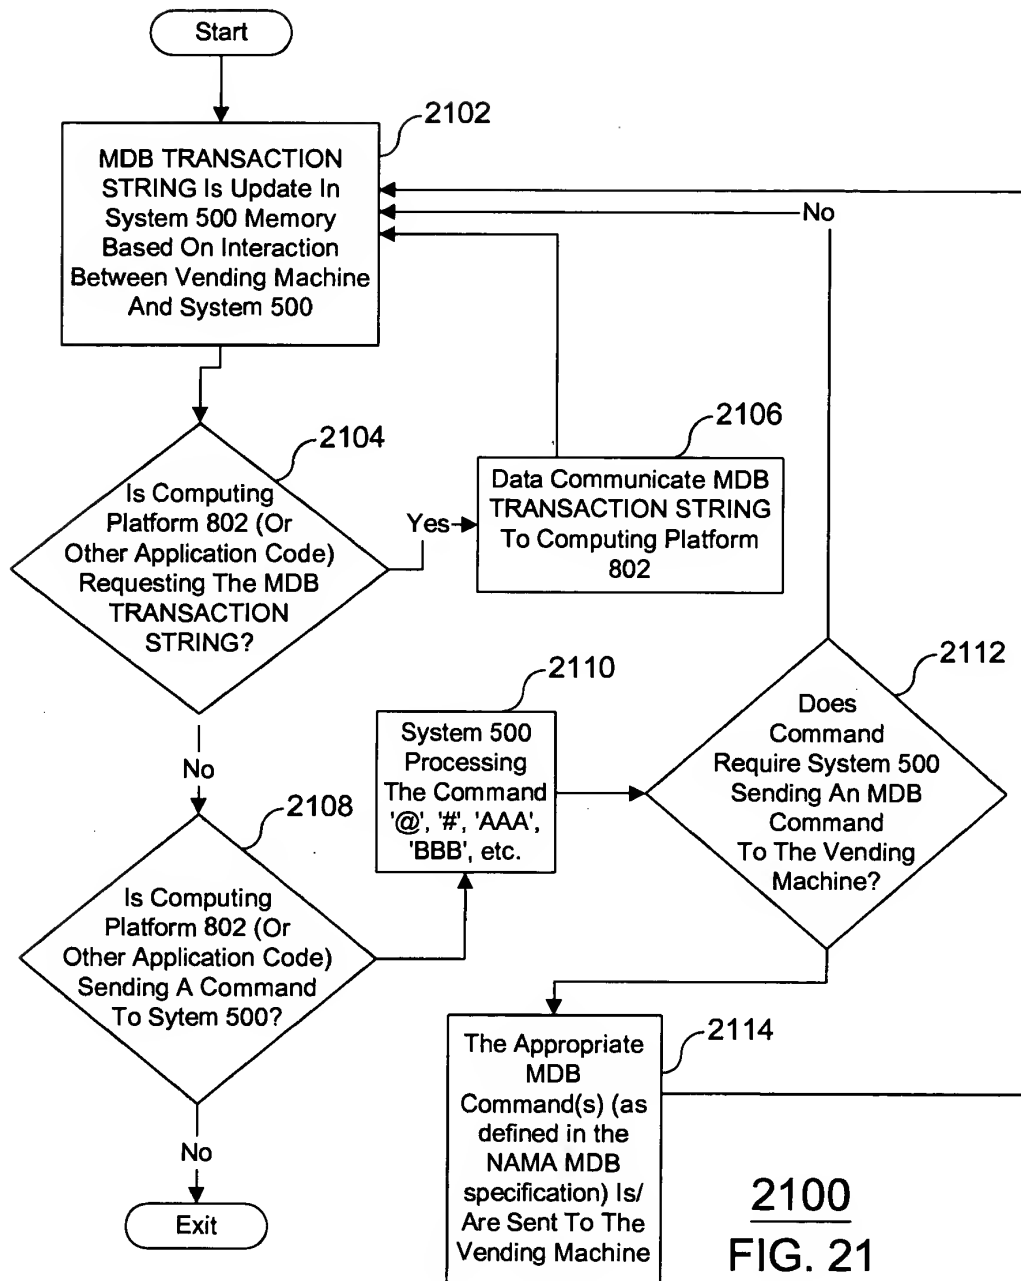 Start
2102
MDB TRANSACTION
STRING Is Update In
System 500 Memory
Based On Interaction
Between Vending Machine
And System 500
No
2104
Is Computing
Platform 802 (Or
Other Application Code)
Requesting The MDB
TRANSACTION
STRING?
Yes
2106
Data Communicate MDB
TRANSACTION STRING
To Computing Platform
802
No
2108
Is Computing
Platform 802 (Or
Other Application Code)
Sending A Command
To Sytem 500?
2110
System 500
Processing
The Command
'@', '#', 'AAA',
'BBB', etc.
2112
Does
Command
Require System 500
Sending An MDB
Command
To The Vending
Machine?
2114
The Appropriate
MDB
Command(s) (as
defined in the
NAMA MDB
specification) Is/
Are Sent To The
Vending Machine
No
Exit
2100
FIG. 21